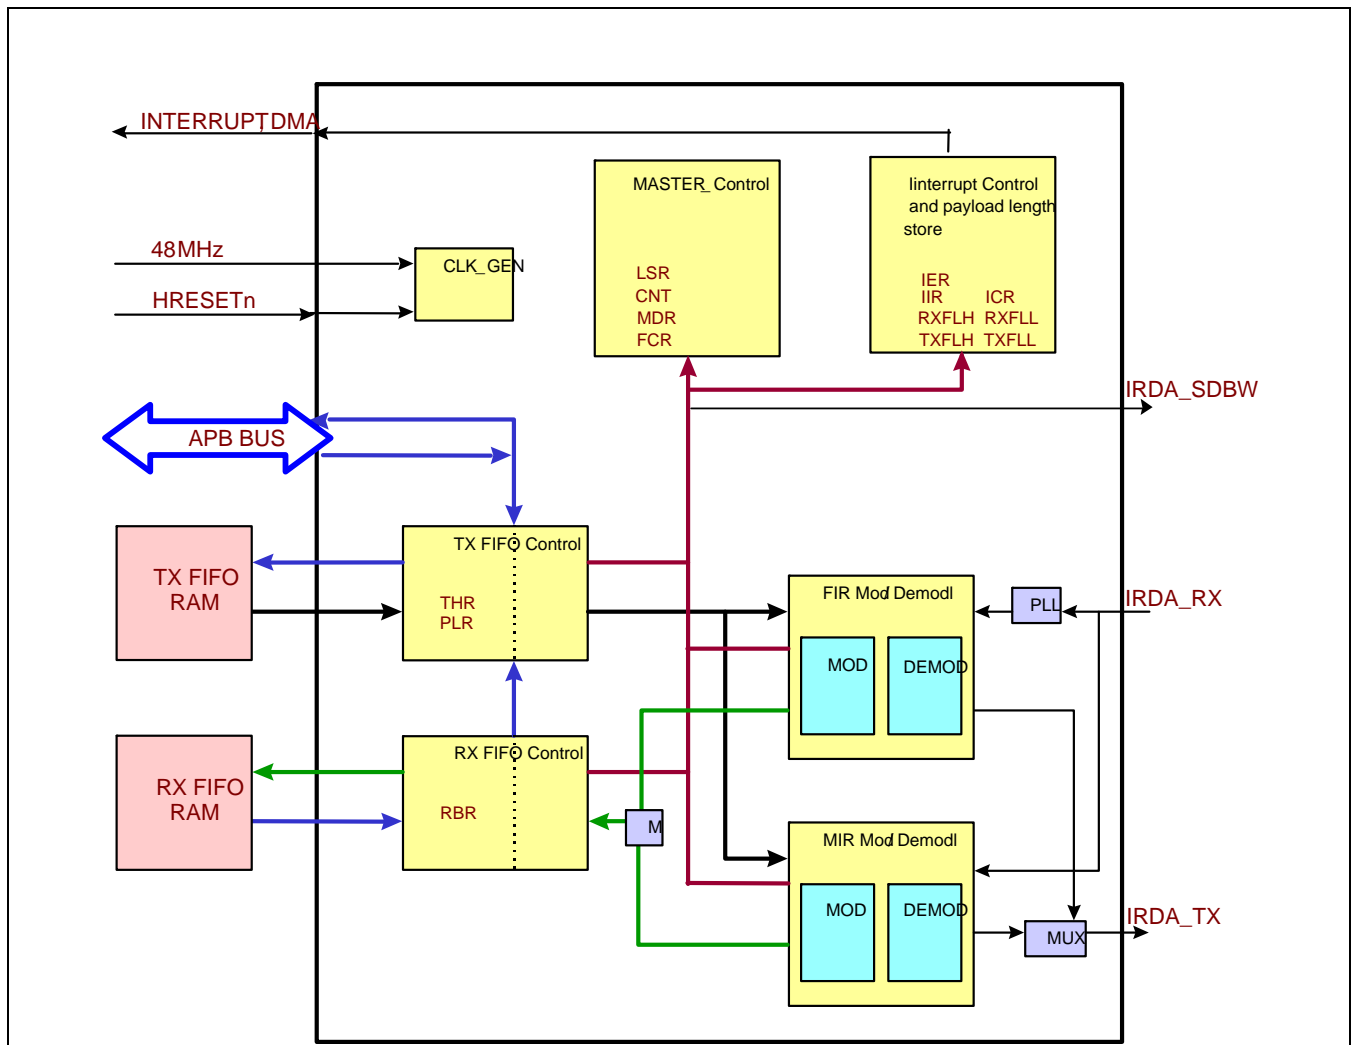 INTERRUPT,DMA
MASTER_Control
LSR
CNT
MDR
FCR
Iinterrupt Control
and payload length
store
IER
IIR ICR
RXFLH RXFLL
TXFLH TXFLL
48MHz
CLK_GEN
HRESETn
IRDA_SDBW
APB BUS
TX FIFO
RAM
TX FIFO Control
THR
PLR
FIR Mod/Demodl
MOD
DEMOD
PLL
IRDA_RX
RX FIFO
RAM
RX FIFO Control
RBR
M
MIR Mod/Demodl
MOD
DEMOD
MUX
IRDA_TX